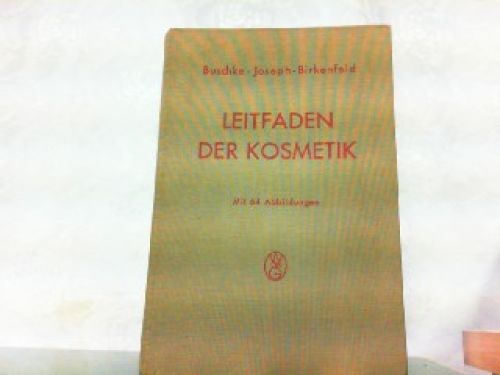 Buschke-Joseph-Birkenfeld
LEITFADEN
DER KOSMETIK
Mit 64 Abbildungen